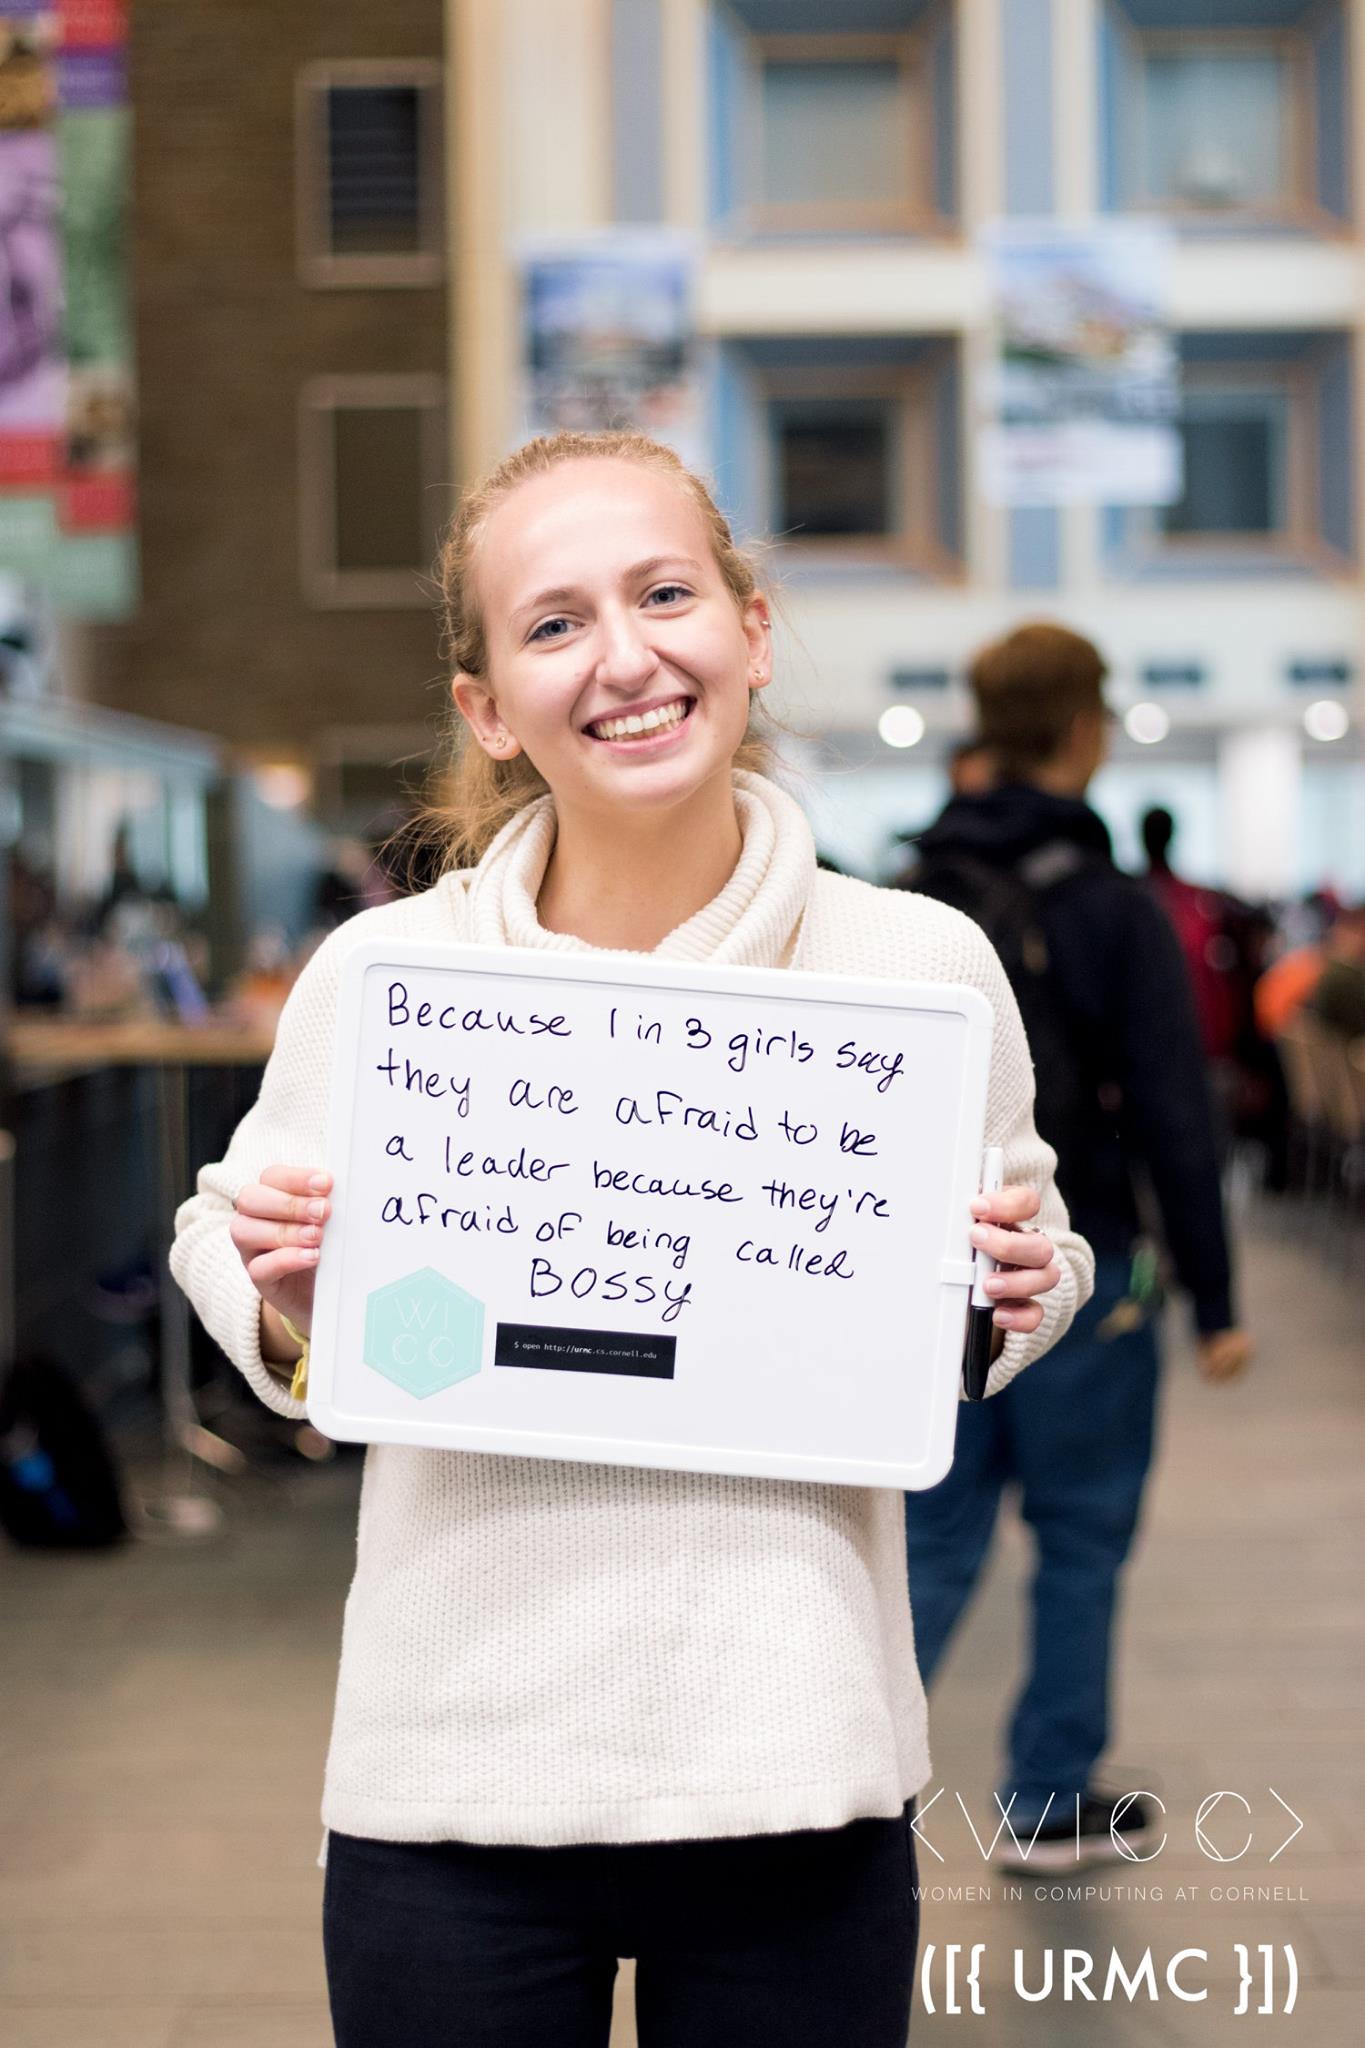 Because 1 in 3 girls say
they are afraid to be
a leader because they're
afraid of being called
BOSSY
WI
CC
$ open http://urmc.cs.cornell.edu
<WICC>
WOMEN IN COMPUTING AT CORNELL
([{ URMC }])